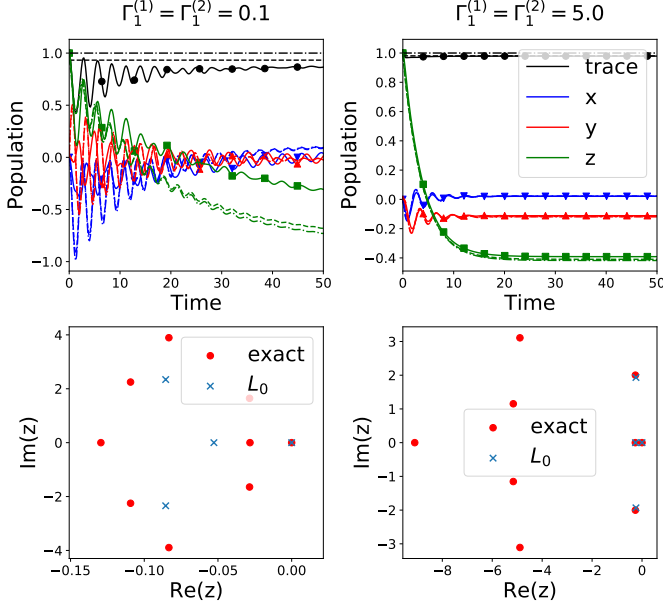 Γ₁⁽¹⁾ = Γ₁⁽²⁾ = 0.1
Γ₁⁽¹⁾ = Γ₁⁽²⁾ = 5.0
Population
1.0
0.5
0.0
−0.5
−1.0
0 10 20 30 40 50
Time
Population
1.0
0.8
0.6
0.4
0.2
0.0
−0.2
−0.4
trace
x
y
z
0 10 20 30 40 50
Time
Im(z)
4
2
0
−2
−4
exact
L₀
−0.15 −0.10 −0.05 0.00
Re(z)
Im(z)
3
2
1
0
−1
−2
−3
exact
L₀
−8 −6 −4 −2 0
Re(z)